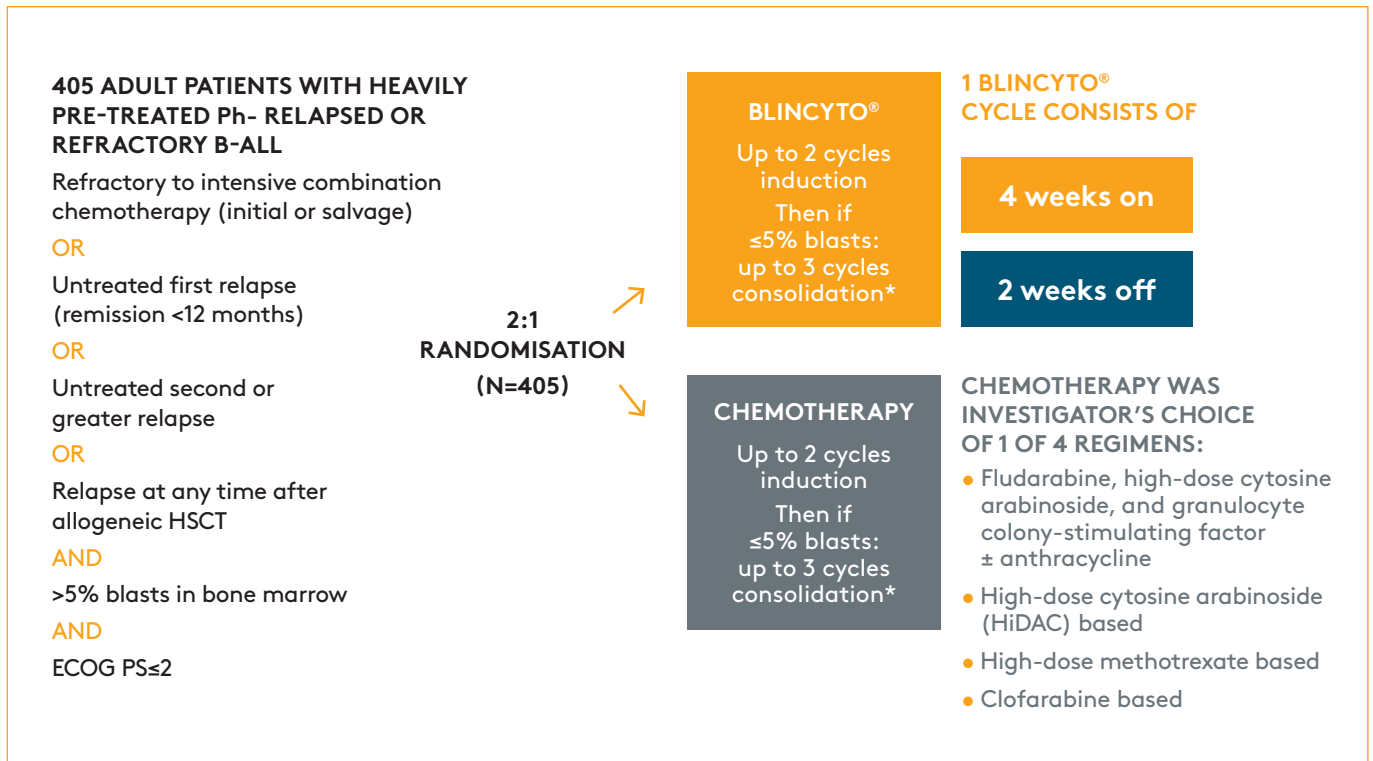 405 ADULT PATIENTS WITH HEAVILY
PRE-TREATED Ph- RELAPSED OR
REFRACTORY B-ALL
Refractory to intensive combination
chemotherapy (initial or salvage)
OR
Untreated first relapse
(remission <12 months)
OR
Untreated second or
greater relapse
OR
Relapse at any time after
allogeneic HSCT
AND
>5% blasts in bone marrow
AND
ECOG PS≤2
2:1
RANDOMISATION
(N=405)
BLINCYTO®
Up to 2 cycles
induction
Then if
≤5% blasts:
up to 3 cycles
consolidation*
1 BLINCYTO®
CYCLE CONSISTS OF
4 weeks on
2 weeks off
CHEMOTHERAPY
Up to 2 cycles
induction
Then if
≤5% blasts:
up to 3 cycles
consolidation*
CHEMOTHERAPY WAS
INVESTIGATOR’S CHOICE
OF 1 OF 4 REGIMENS:
• Fludarabine, high-dose cytosine
arabinoside, and granulocyte
colony-stimulating factor
± anthracycline
• High-dose cytosine arabinoside
(HiDAC) based
• High-dose methotrexate based
• Clofarabine based